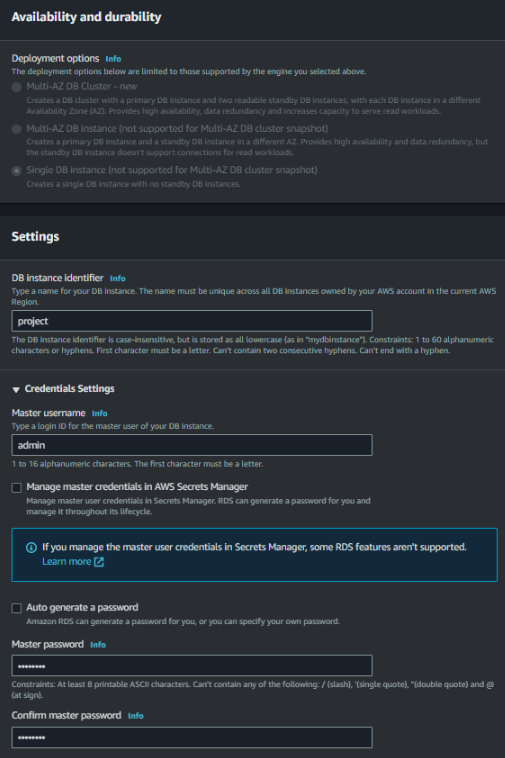 Availability and durability
Deployment options Info
The deployment options below are limited to those supported by the engine you selected above.
Multi-AZ DB Cluster - new
Creates a DB cluster with a primary DB instance and two readable standby DB instances, with each DB instance in a different
Availability Zone (AZ). Provides high availability, data redundancy and increases capacity to serve read workloads.
Multi-AZ DB instance (not supported for Multi-AZ DB cluster snapshot)
Creates a primary DB instance and a standby DB instance in a different AZ. Provides high availability and data redundancy, but
the standby DB instance doesn't support connections for read workloads.
Single DB instance (not supported for Multi-AZ DB cluster snapshot)
Creates a single DB instance with no standby DB instances.
Settings
DB instance identifier Info
Type a name for your DB instance. The name must be unique across all DB instances owned by your AWS account in the current AWS
Region.
project
The DB instance identifier is case-insensitive, but is stored as all lowercase (as in "mydbinstance"). Constraints: 1 to 60 alphanumeric
characters or hyphens. First character must be a letter. Can't contain two consecutive hyphens. Can't end with a hyphen.
Credentials Settings
Master username Info
Type a login ID for the master user of your DB instance.
admin
1 to 16 alphanumeric characters. The first character must be a letter.
Manage master credentials in AWS Secrets Manager
Manage master user credentials in Secrets Manager. RDS can generate a password for you and
manage it throughout its lifecycle.
If you manage the master user credentials in Secrets Manager, some RDS features aren't supported.
Learn more
Auto generate a password
Amazon RDS can generate a password for you, or you can specify your own password.
Master password Info
••••••••
Constraints: At least 8 printable ASCII characters. Can't contain any of the following: / (slash), '(single quote), "(double quote) and @
(at sign).
Confirm master password Info
••••••••